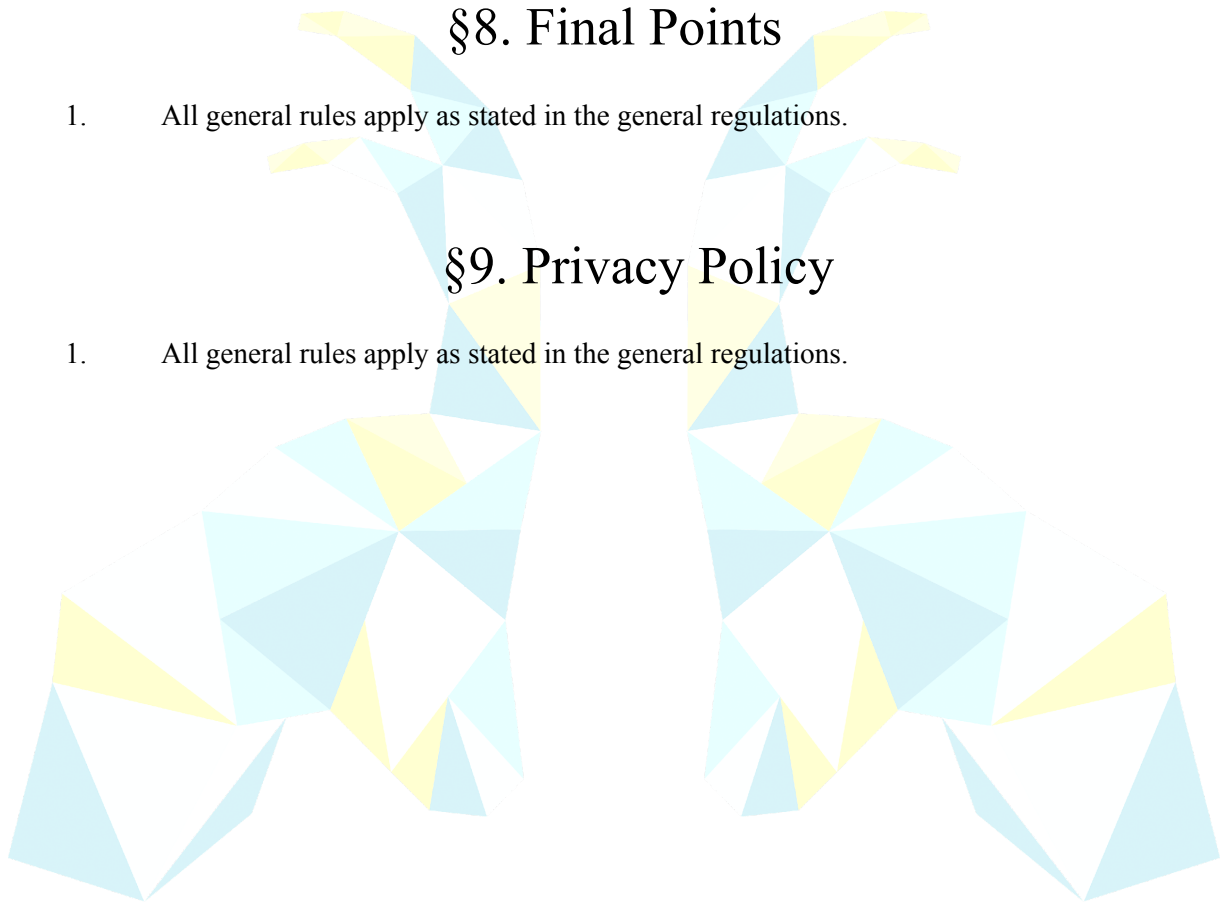 §8. Final Points
1. All general rules apply as stated in the general regulations.
§9. Privacy Policy
1. All general rules apply as stated in the general regulations.